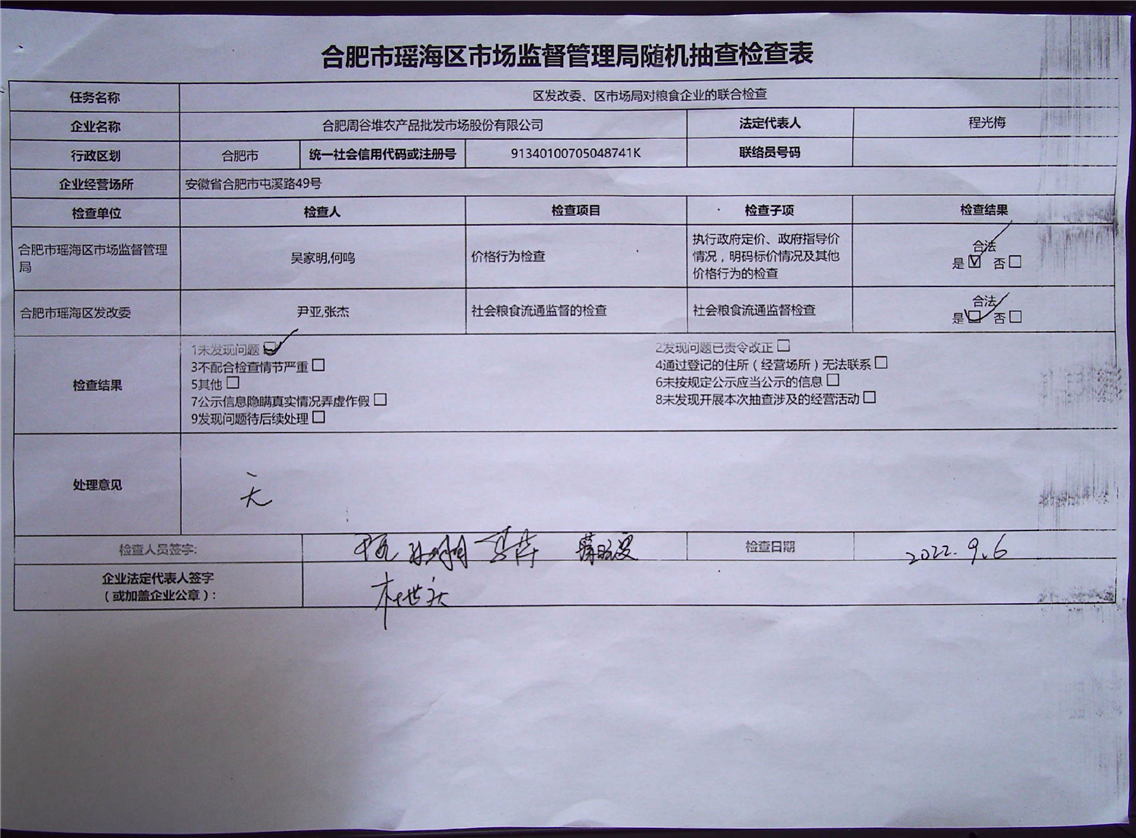 合肥市瑶海区市场监督管理局随机抽查检查表
任务名称 区发改委、区市场局对粮食企业的联合检查
企业名称 合肥周谷堆农产品批发市场股份有限公司 法定代表人 程光梅
行政区划 合肥市 统一社会信用代码或注册号 91340100705048741K 联络员号码
企业经营场所 安徽省合肥市屯溪路49号
检查单位 检查人 检查项目 检查子项 检查结果
合肥市瑶海区市场监督管理
局
吴家明,何鸣
价格行为检查
执行政府定价、政府指导价
情况，明码标价情况及其他
价格行为的检查
合法
是☑ 否☐
合肥市瑶海区发改委 尹亚,张杰 社会粮食流通监督的检查 社会粮食流通监督检查
合法
是☑ 否☐
检查结果
1未发现问题☑ 2发现问题已责令改正☐
3不配合检查情节严重☐ 4通过登记的住所（经营场所）无法联系☐
5其他☐ 6未按规定公示应当公示的信息☐
7公示信息隐瞒真实情况弄虚作假☐ 8未发现开展本次抽查涉及的经营活动☐
9发现问题待后续处理☐
处理意见
无
检查人员签字: 检查日期 2022.9.6
企业法定代表人签字
（或加盖企业公章）: